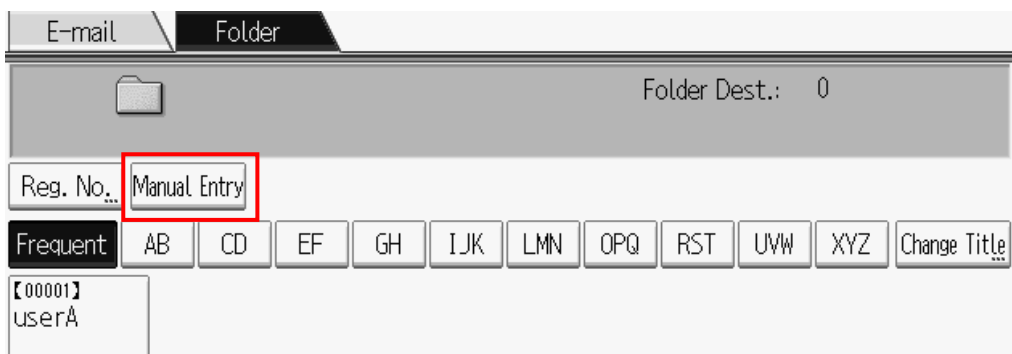 E-mail Folder
Folder Dest.: 0
Reg. No... Manual Entry
Frequent AB CD EF GH IJK LMN OPQ RST UVW XYZ Change Title
【00001】
userA